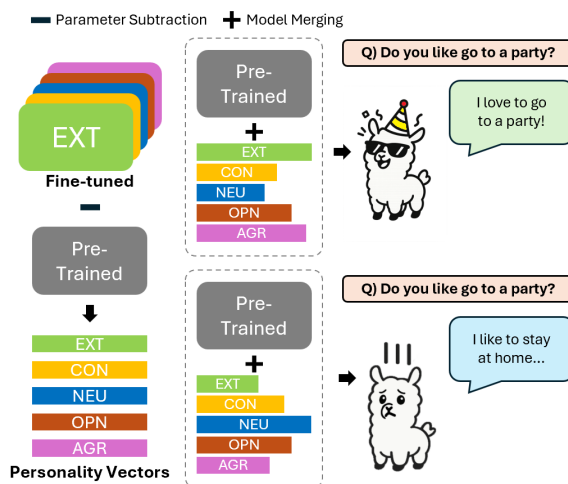 Parameter Subtraction
Model Merging
EXT
Fine-tuned
Pre-
Trained
EXT
CON
NEU
OPN
AGR
Personality Vectors
Pre-
Trained
EXT
CON
NEU
OPN
AGR
Q) Do you like go to a party?
I love to go
to a party!
Pre-
Trained
EXT
CON
NEU
OPN
AGR
Q) Do you like go to a party?
I like to stay
at home...